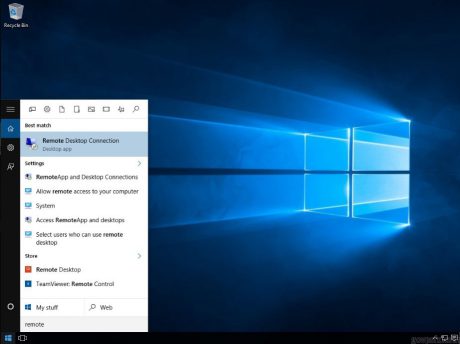 Recycle Bin
Best match
Remote Desktop Connection
Desktop app
Settings
RemoteApp and Desktop Connections
Allow remote access to your computer
System
Access RemoteApp and desktops
Select users who can use remote
desktop
Store
Remote Desktop
TeamViewer: Remote Control
My stuff
Web
remote